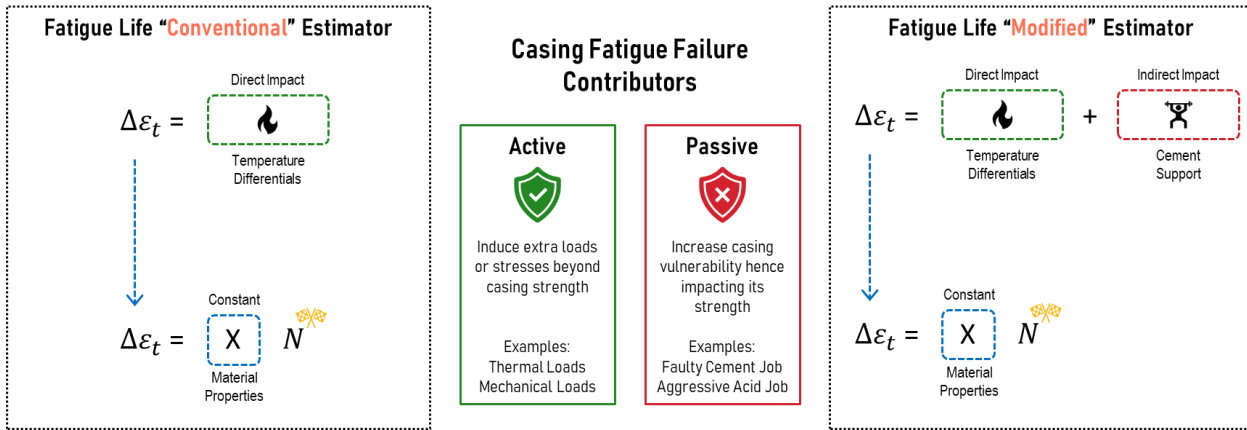 Fatigue Life “Conventional” Estimator
Direct Impact
Δε_t =
Temperature
Differentials
Constant
Δε_t = X N
Material
Properties
Casing Fatigue Failure
Contributors
Active
Induce extra loads
or stresses beyond
casing strength
Examples:
Thermal Loads
Mechanical Loads
Passive
Increase casing
vulnerability hence
impacting its
strength
Examples:
Faulty Cement Job
Aggressive Acid Job
Fatigue Life “Modified” Estimator
Direct Impact Indirect Impact
Δε_t = +
Temperature
Differentials
Cement
Support
Constant
Δε_t = X N
Material
Properties